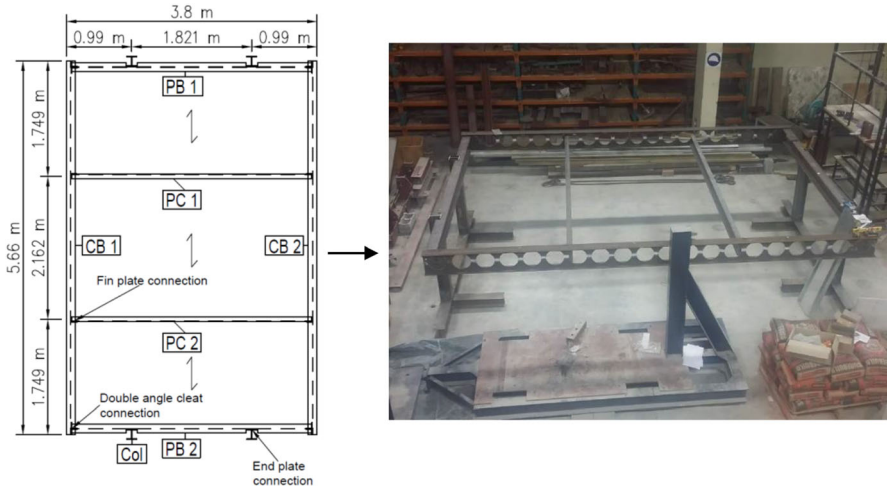 3.8 m
0.99 m
1.821 m
0.99 m
PB 1
1.749 m
PC 1
5.66 m
2.162 m
CB 1
CB 2
Fin plate connection
PC 2
1.749 m
Double angle cleat
connection
Col
PB 2
End plate
connection